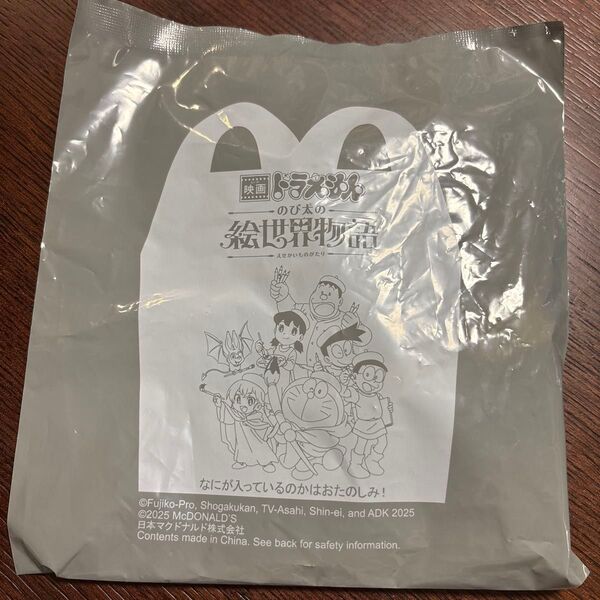 映画ドラえもん
のび太の
絵世界物語
えせかいものがたり
なにが入っているのかはおたのしみ!
©Fujiko-Pro, Shogakukan, TV-Asahi, Shin-ei, and ADK 2025
©2025 McDONALD'S
日本マクドナルド株式会社
Contents made in China. See back for safety information.